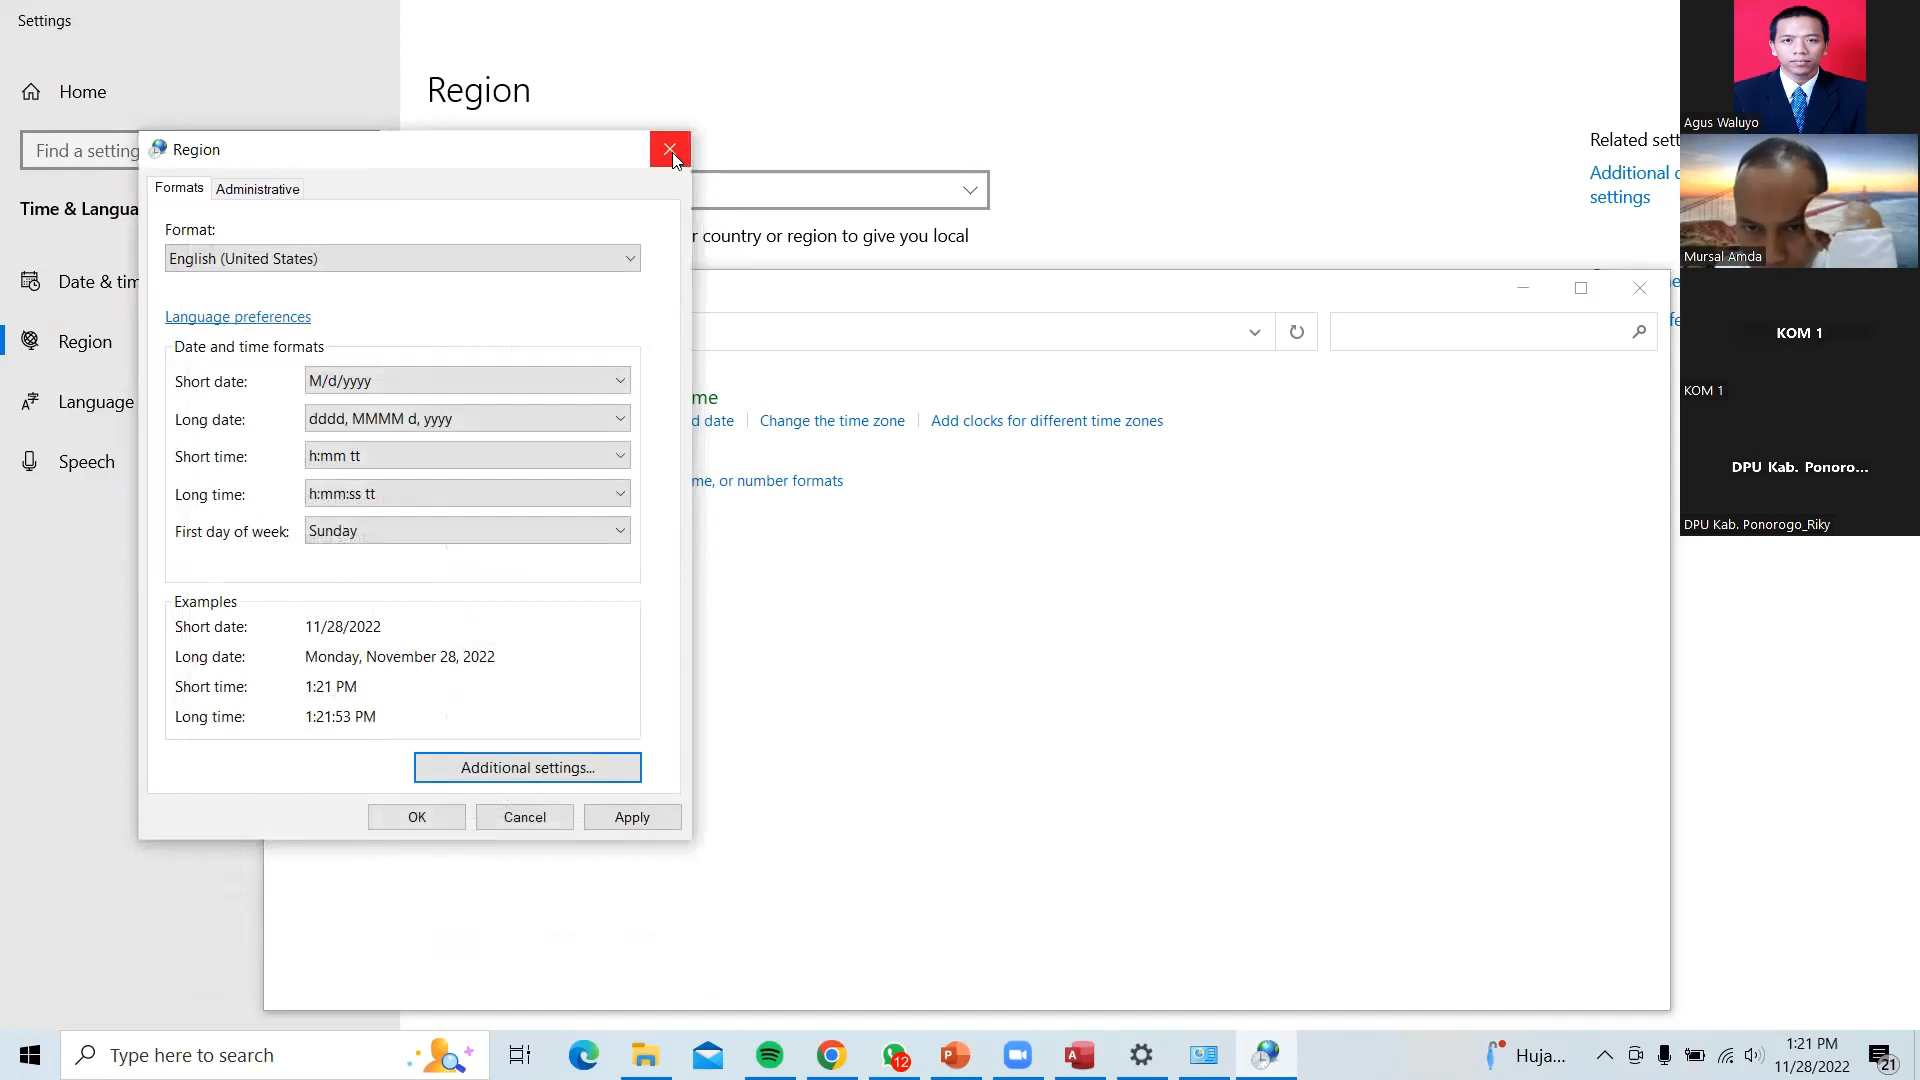 Settings
Home
Find a setting
Time & Langua
Date & tim
Region
Language
Speech
Region
r country or region to give you local
Related sett
Additional d
settings
Region
Formats
Administrative
Format:
English (United States)
Language preferences
Date and time formats
Short date:
M/d/yyyy
Long date:
dddd, MMMM d, yyyy
Short time:
h:mm tt
Long time:
h:mm:ss tt
First day of week:
Sunday
Examples
Short date:
11/28/2022
Long date:
Monday, November 28, 2022
Short time:
1:21 PM
Long time:
1:21:53 PM
Additional settings...
OK
Cancel
Apply
me
d date
Change the time zone
Add clocks for different time zones
me, or number formats
Agus Waluyo
Mursal Amda
KOM 1
KOM 1
DPU Kab. Ponoro...
DPU Kab. Ponorogo_Riky
Type here to search
12
Huja...
1:21 PM
11/28/2022
21